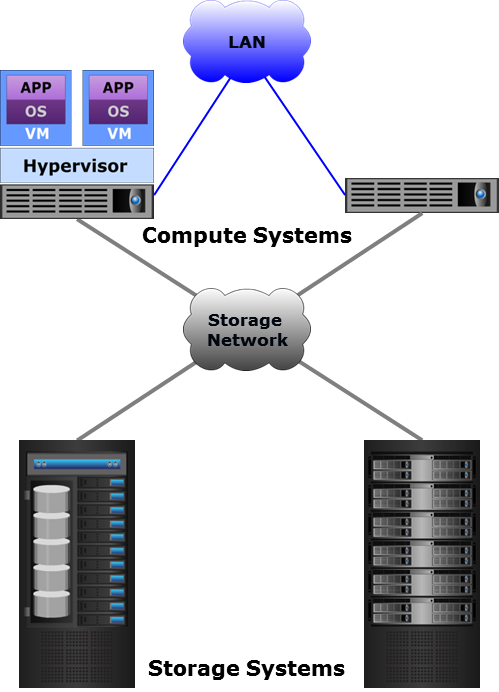 LAN
APP
OS
VM
APP
OS
VM
Hypervisor
Compute Systems
Storage
Network
Storage Systems